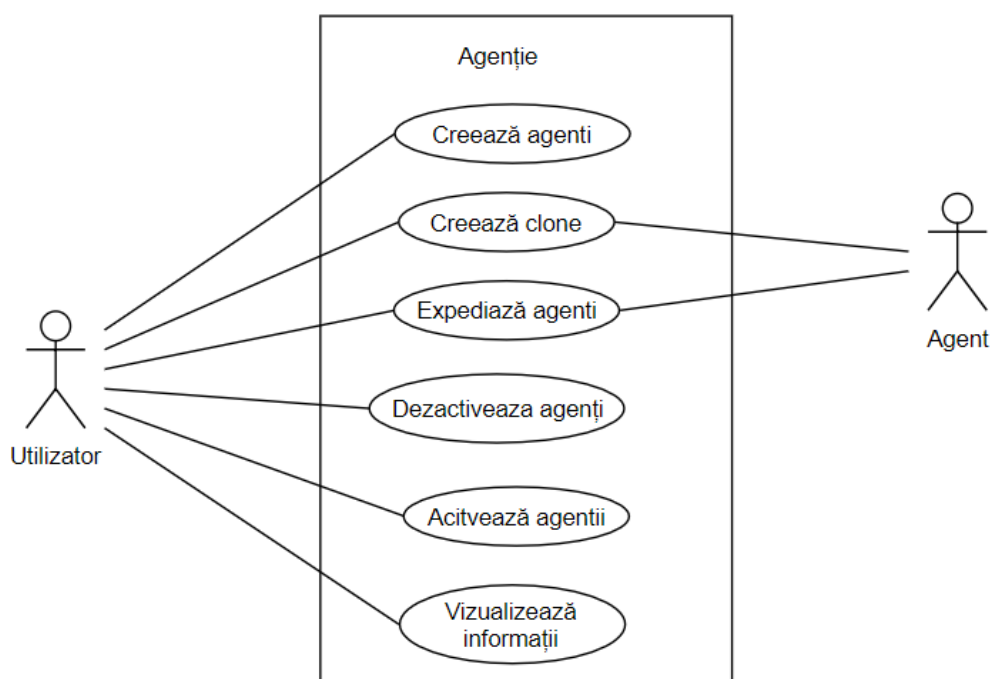 Agenție
Creează agenti
Creează clone
Expediază agenti
Agent
Dezactiveaza agenți
Utilizator
Acitvează agentii
Vizualizează
informații